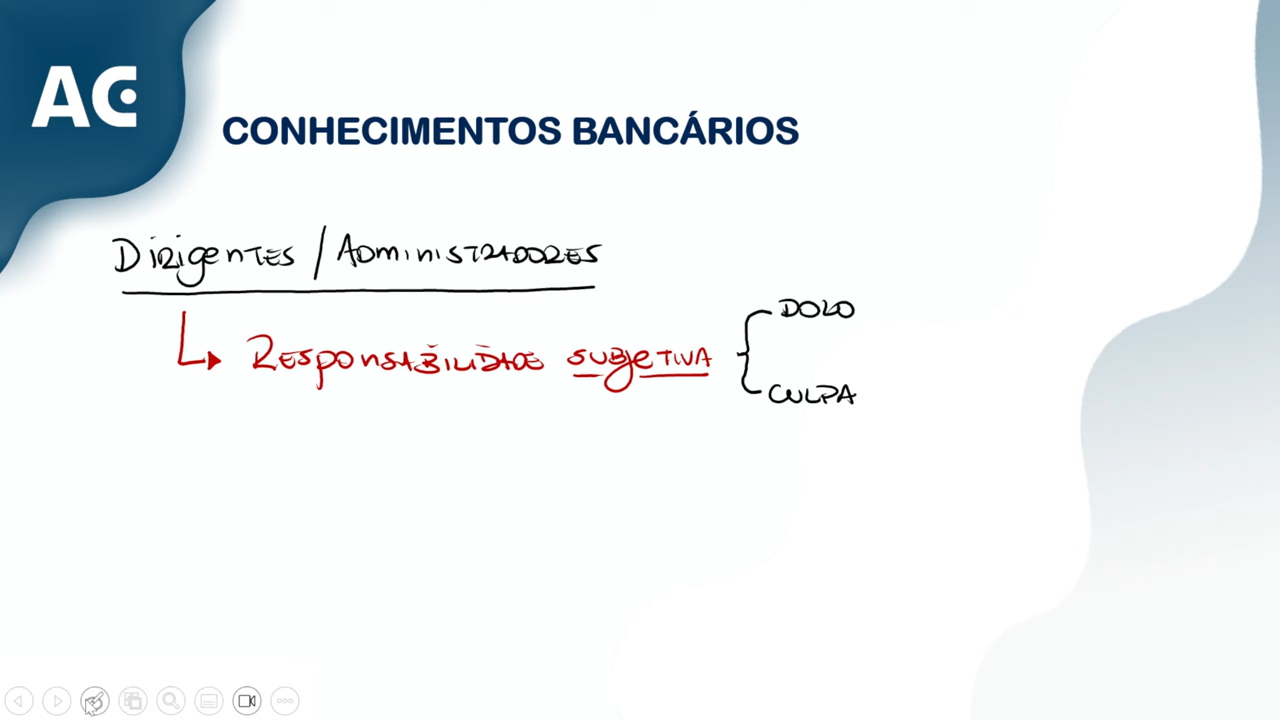 AC
CONHECIMENTOS BANCÁRIOS
Dirigentes / Administradores
Responsabilidade subjetiva
DOLO
CULPA